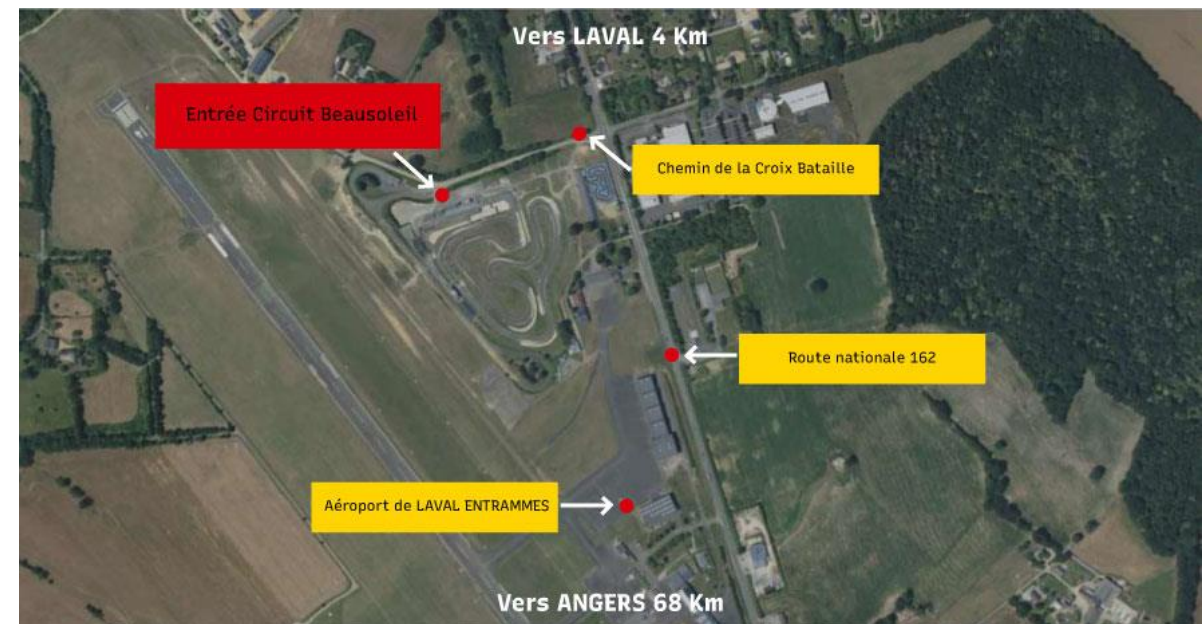 Vers LAVAL 4 Km
Entrée Circuit Beausoleil
Chemin de la Croix Bataille
Route nationale 162
Aéroport de LAVAL ENTRAMMES
Vers ANGERS 68 Km